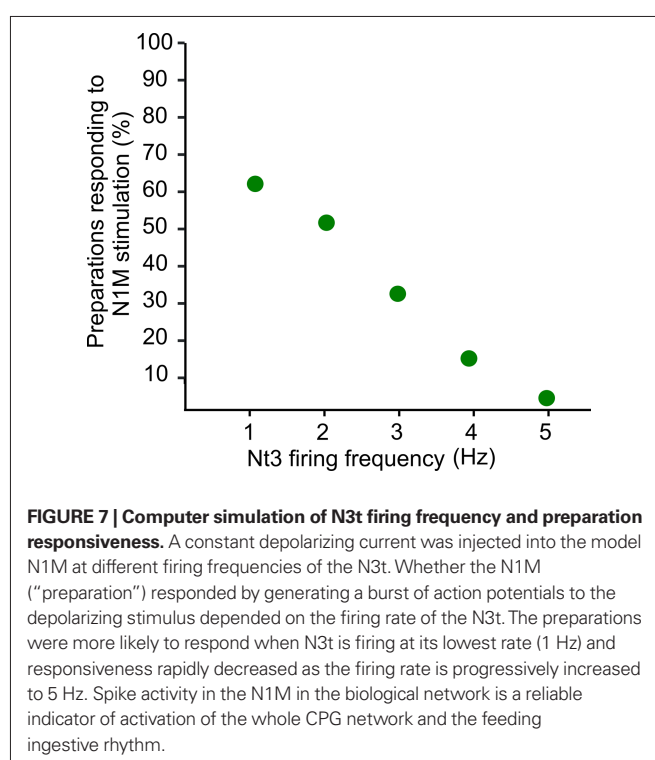 Preparations responding to
N1M stimulation (%)
100
90
80
70
60
50
40
30
20
10
1 2 3 4 5
Nt3 firing frequency (Hz)
FIGURE 7 | Computer simulation of N3t firing frequency and preparation
responsiveness. A constant depolarizing current was injected into the model
N1M at different firing frequencies of the N3t. Whether the N1M
(“preparation”) responded by generating a burst of action potentials to the
depolarizing stimulus depended on the firing rate of the N3t. The preparations
were more likely to respond when N3t is firing at its lowest rate (1 Hz) and
responsiveness rapidly decreased as the firing rate is progressively increased
to 5 Hz. Spike activity in the N1M in the biological network is a reliable
indicator of activation of the whole CPG network and the feeding
ingestive rhythm.